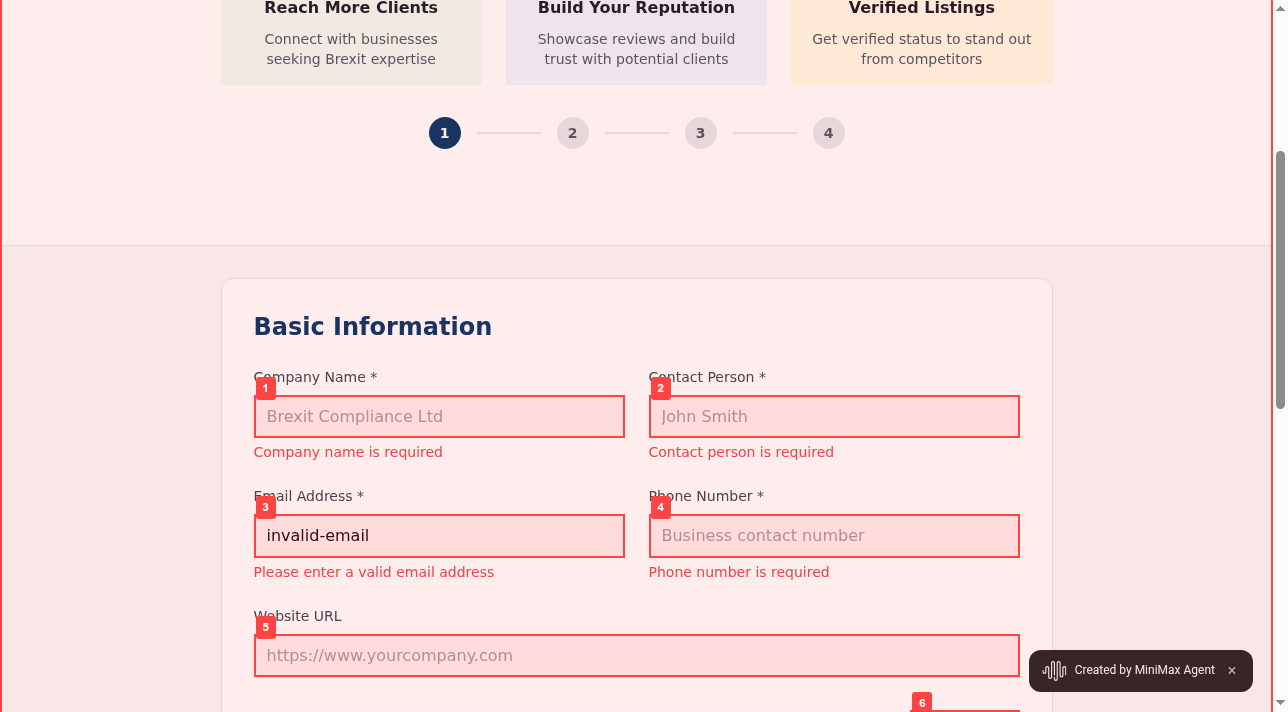 Reach More Clients
Connect with businesses
seeking Brexit expertise
Build Your Reputation
Showcase reviews and build
trust with potential clients
Verified Listings
Get verified status to stand out
from competitors
1
2
3
4
Basic Information
Company Name *
1
Brexit Compliance Ltd
Company name is required
Contact Person *
2
John Smith
Contact person is required
Email Address *
3
invalid-email
Please enter a valid email address
Phone Number *
4
Business contact number
Phone number is required
Website URL
5
https://www.yourcompany.com
6
Created by MiniMax Agent ×